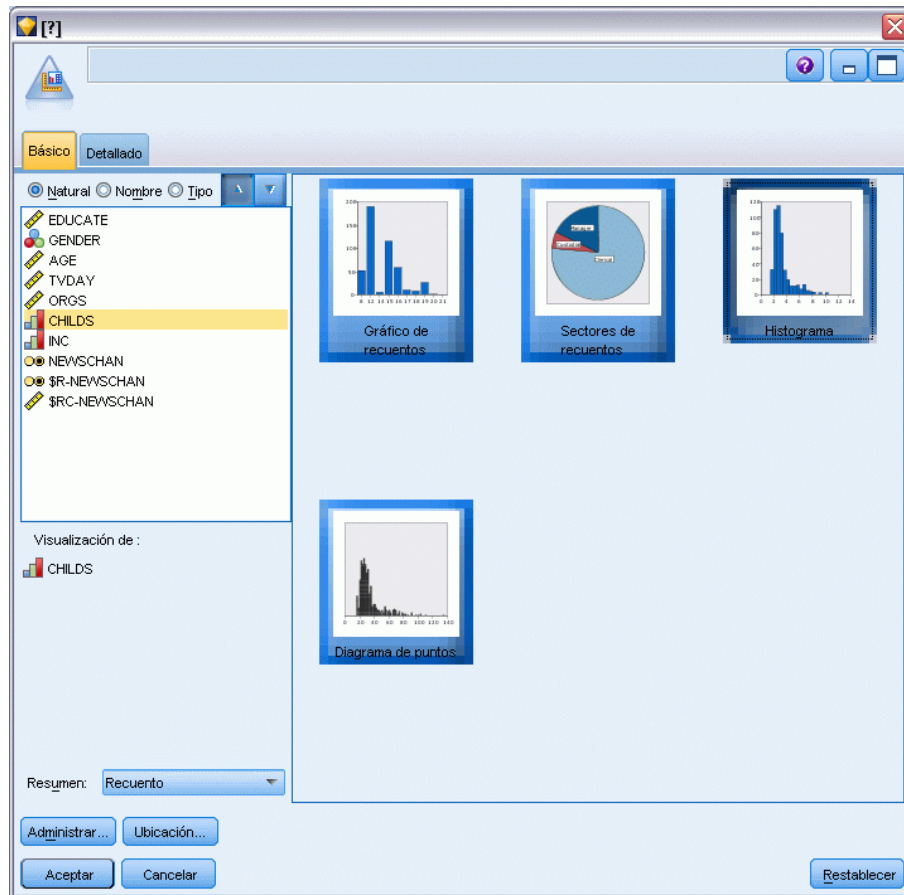 [?]
Básico
Detallado
Natural
Nombre
Tipo
EDUCATE
GENDER
AGE
TVDAY
ORGS
CHILDS
INC
NEWSCHAN
$R-NEWSCHAN
$RC-NEWSCHAN
Visualización de :
CHILDS
Resumen: Recuento
Gráfico de
recuentos
Sectores de
recuentos
Histograma
Diagrama de puntos
Administrar...
Ubicación...
Aceptar
Cancelar
Restablecer